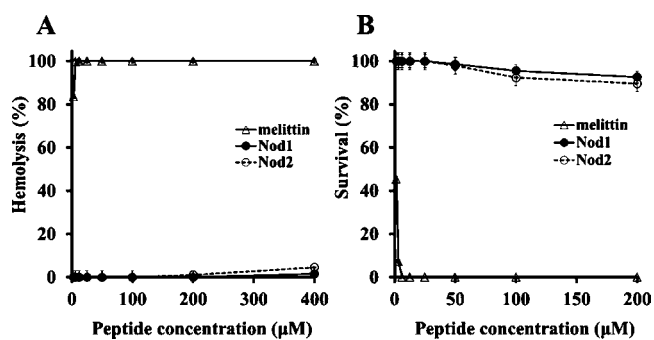 A
Hemolysis (%)
100
80
60
40
20
0
melittin
Nod1
Nod2
0 100 200 300 400
Peptide concentration (µM)
B
Survival (%)
100
80
60
40
20
0
melittin
Nod1
Nod2
0 50 100 150 200
Peptide concentration (µM)